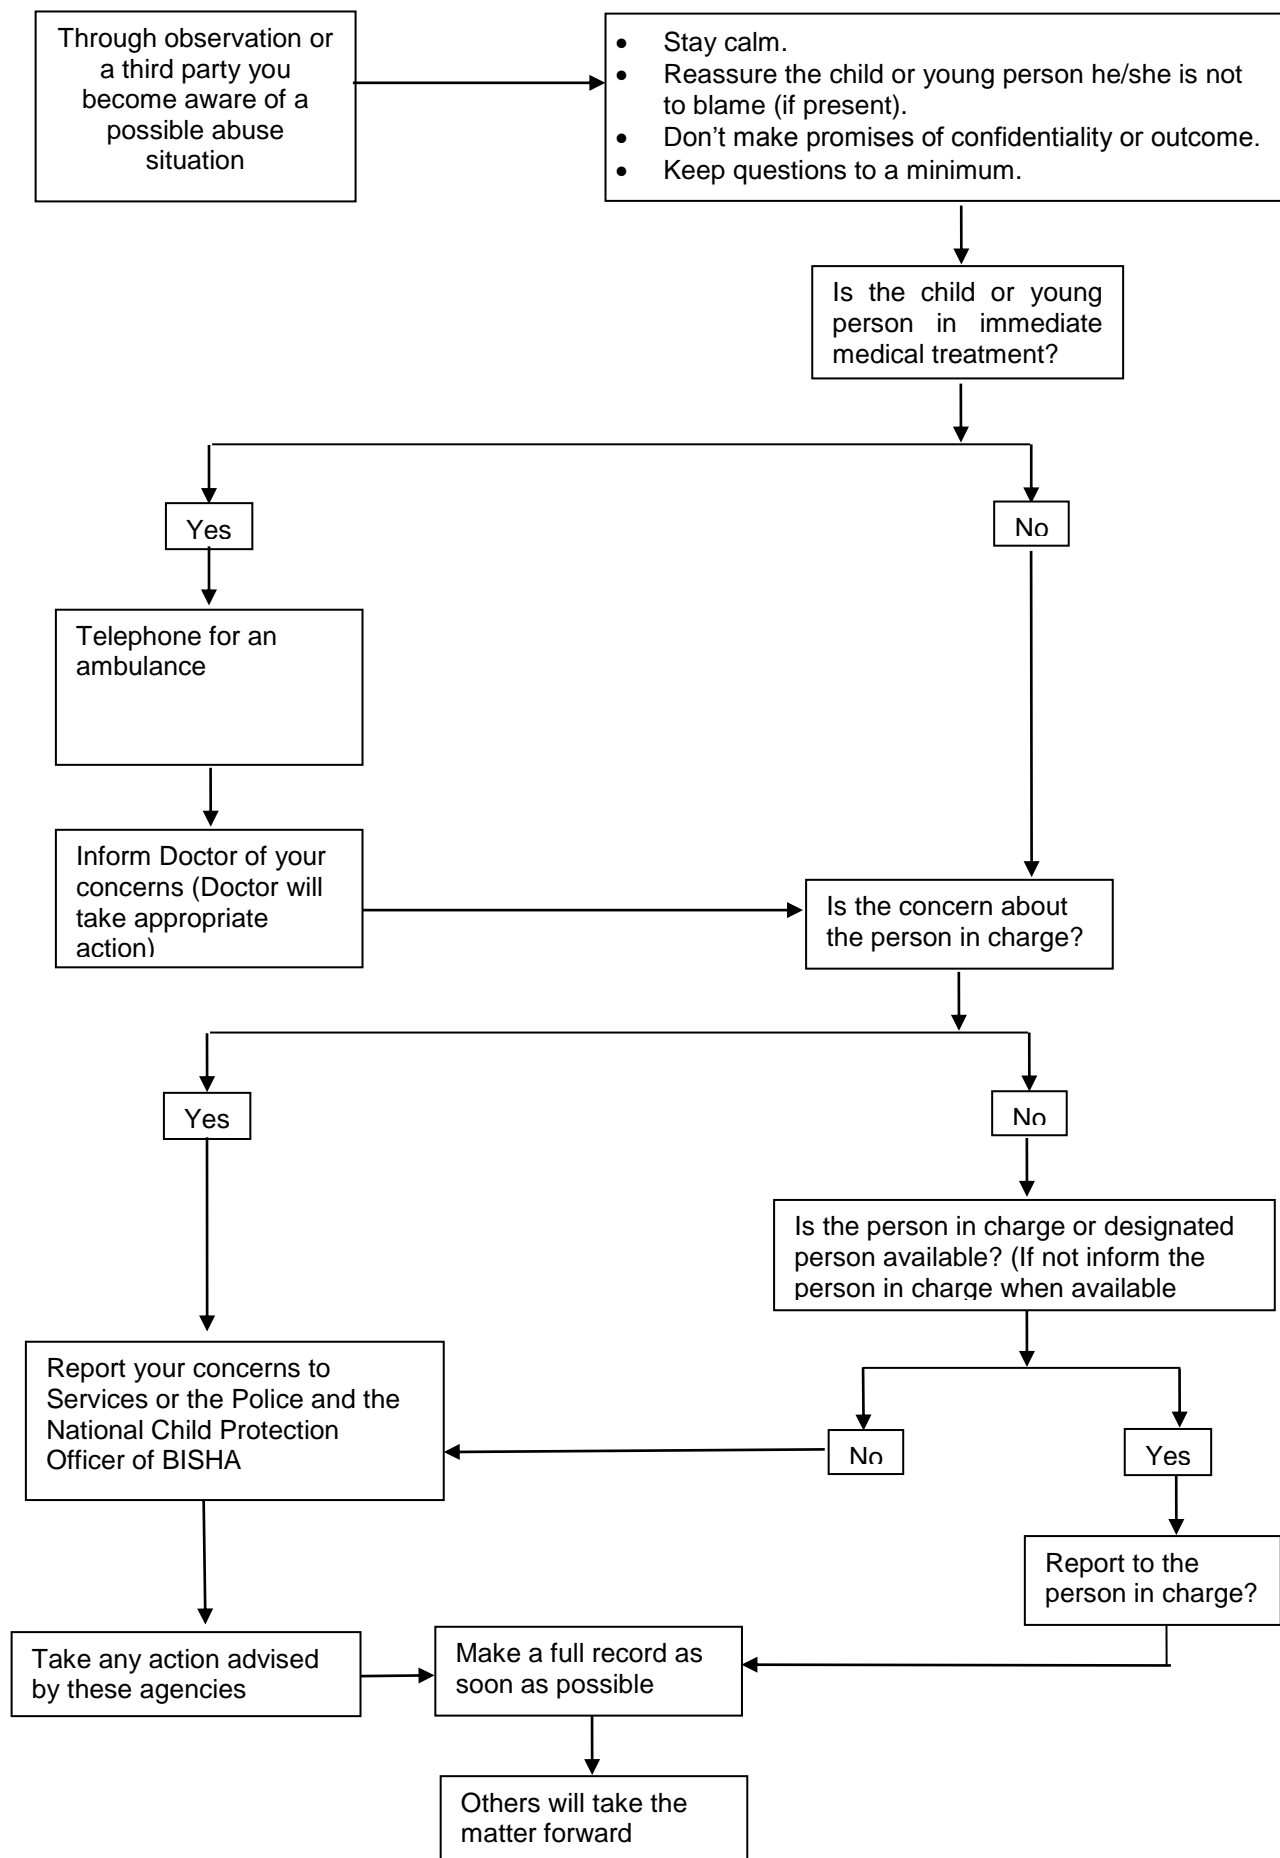 Through observation or
a third party you
become aware of a
possible abuse
situation
• Stay calm.
• Reassure the child or young person he/she is not
to blame (if present).
• Don’t make promises of confidentiality or outcome.
• Keep questions to a minimum.
Is the child or young
person in immediate
medical treatment?
Yes
No
Telephone for an
ambulance
Inform Doctor of your
concerns (Doctor will
take appropriate
action)
Is the concern about
the person in charge?
Yes
No
Is the person in charge or designated
person available? (If not inform the
person in charge when available
Report your concerns to
Services or the Police and the
National Child Protection
Officer of BISHA
No
Yes
Report to the
person in charge?
Take any action advised
by these agencies
Make a full record as
soon as possible
Others will take the
matter forward